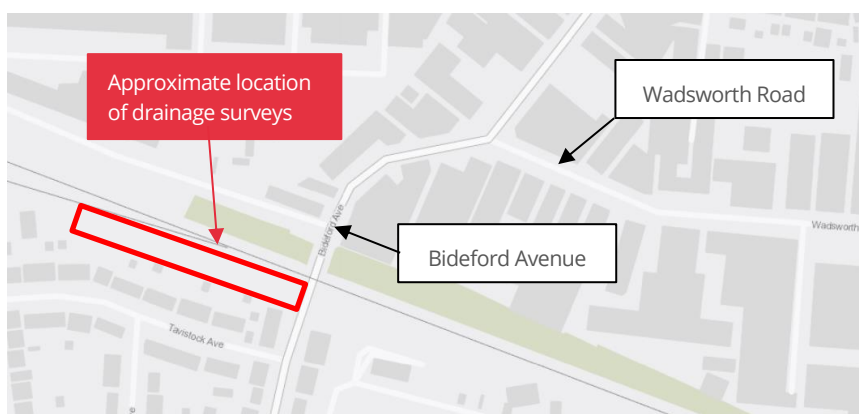 Approximate location
of drainage surveys
Wadsworth Road
Wadsworth
Bideford Ave
Bideford Avenue
Tavistock Ave
e